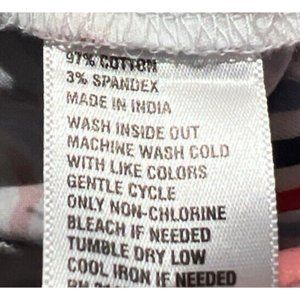 97% COTTON
3% SPANDEX
MADE IN INDIA
WASH INSIDE OUT
MACHINE WASH COLD
WITH LIKE COLORS
GENTLE CYCLE
ONLY NON-CHLORINE
BLEACH IF NEEDED
TUMBLE DRY LOW
COOL IRON IF NEEDED